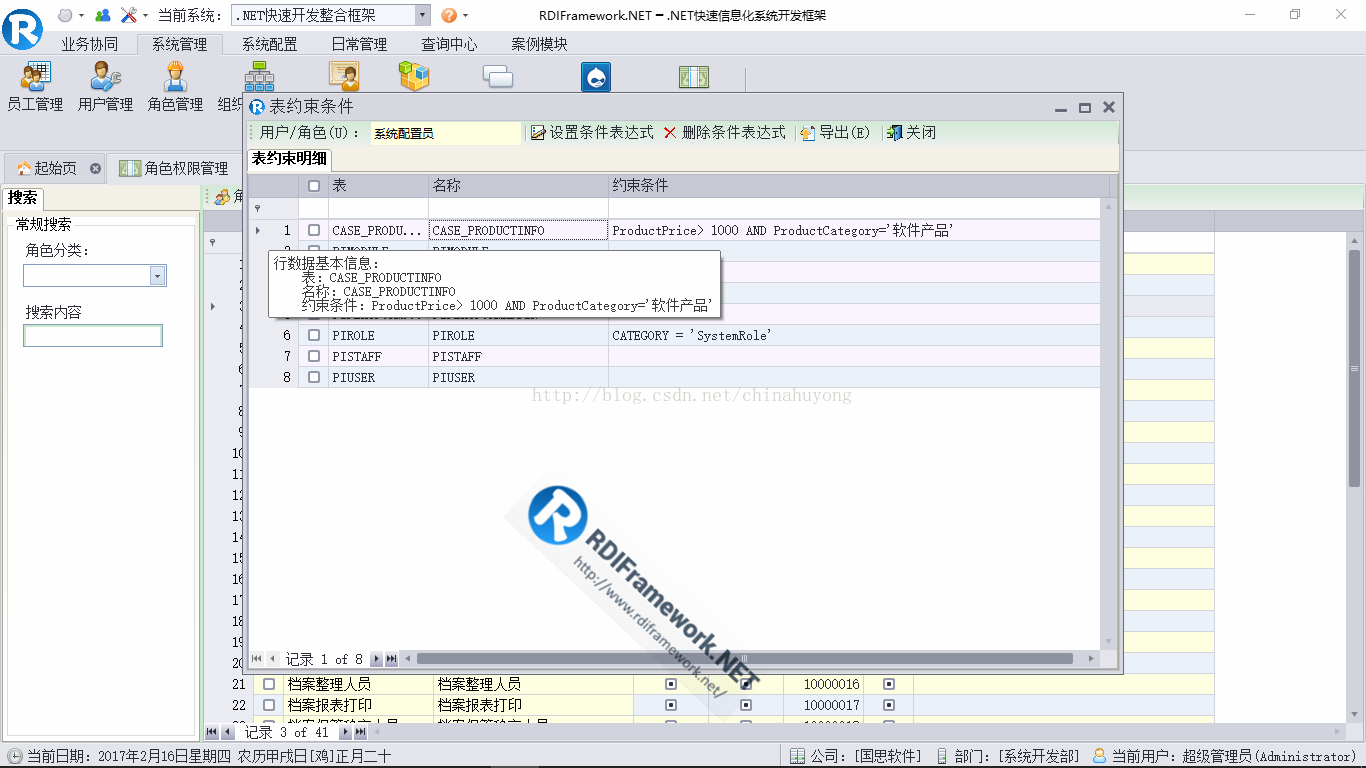 当前系统: .NET快速开发整合框架
RDIFramework.NET — .NET快速信息化系统开发框架
业务协同 系统管理 系统配置 日常管理 查询中心 案例模块
员工管理 用户管理 角色管理 组织
表约束条件
用户/角色(U): 系统配置员 设置条件表达式 删除条件表达式 导出(E) 关闭
起始页 角色权限管理
表约束明细
搜索
常规搜索
角色分类:
搜索内容
表 名称 约束条件
1 CASE_PRODU... CASE_PRODUCTINFO ProductPrice> 1000 AND ProductCategory='软件产品'
行数据基本信息:
表: CASE_PRODUCTINFO
名称: CASE_PRODUCTINFO
约束条件: ProductPrice> 1000 AND ProductCategory='软件产品'
6 PIROLE PIROLE CATEGORY = 'SystemRole'
7 PISTAFF PISTAFF
8 PIUSER PIUSER
http://blog.csdn.net/chinahuyong
RDIFramework.NET
http://www.rdiframework.net/
记录 1 of 8
21 档案整理人员 档案整理人员 10000016
22 档案报表打印 档案报表打印 10000017
记录 3 of 41
当前日期: 2017年2月16日星期四 农历甲戌日[鸡]正月二十
公司: [国思软件] 部门: [系统开发部] 当前用户: 超级管理员(Administrator)